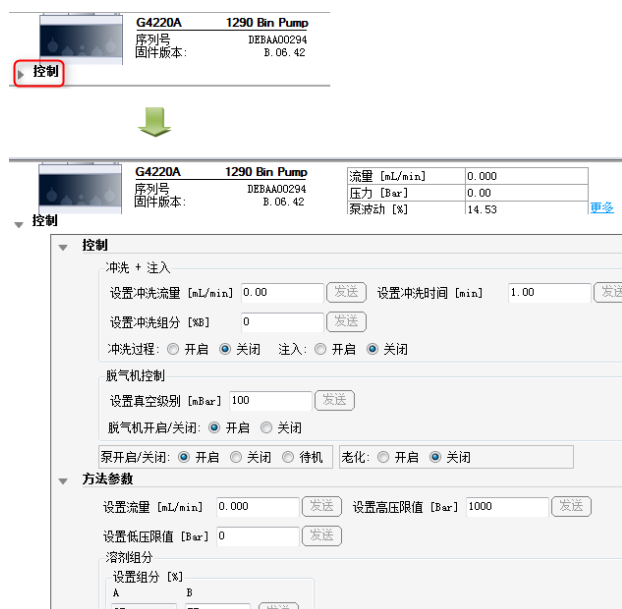 G4220A 1290 Bin Pump
序列号 DEBAA00294
固件版本: B.06.42
控制
G4220A 1290 Bin Pump
序列号 DEBAA00294
固件版本: B.06.42
流量 [mL/min] 0.000
压力 [Bar] 0.00
泵波动 [%] 14.53
更多
控制
控制
冲洗 + 注入
设置冲洗流量 [mL/min] 0.00 发送 设置冲洗时间 [min] 1.00 发送
设置冲洗组分 [%B] 0 发送
冲洗过程: 开启 关闭 注入: 开启 关闭
脱气机控制
设置真空级别 [mBar] 100 发送
脱气机开启/关闭: 开启 关闭
泵开启/关闭: 开启 关闭 待机 老化: 开启 关闭
方法参数
设置流量 [mL/min] 0.000 发送 设置高压限值 [Bar] 1000 发送
设置低压限值 [Bar] 0 发送
溶剂组分
设置组分 [%]
A B
发送